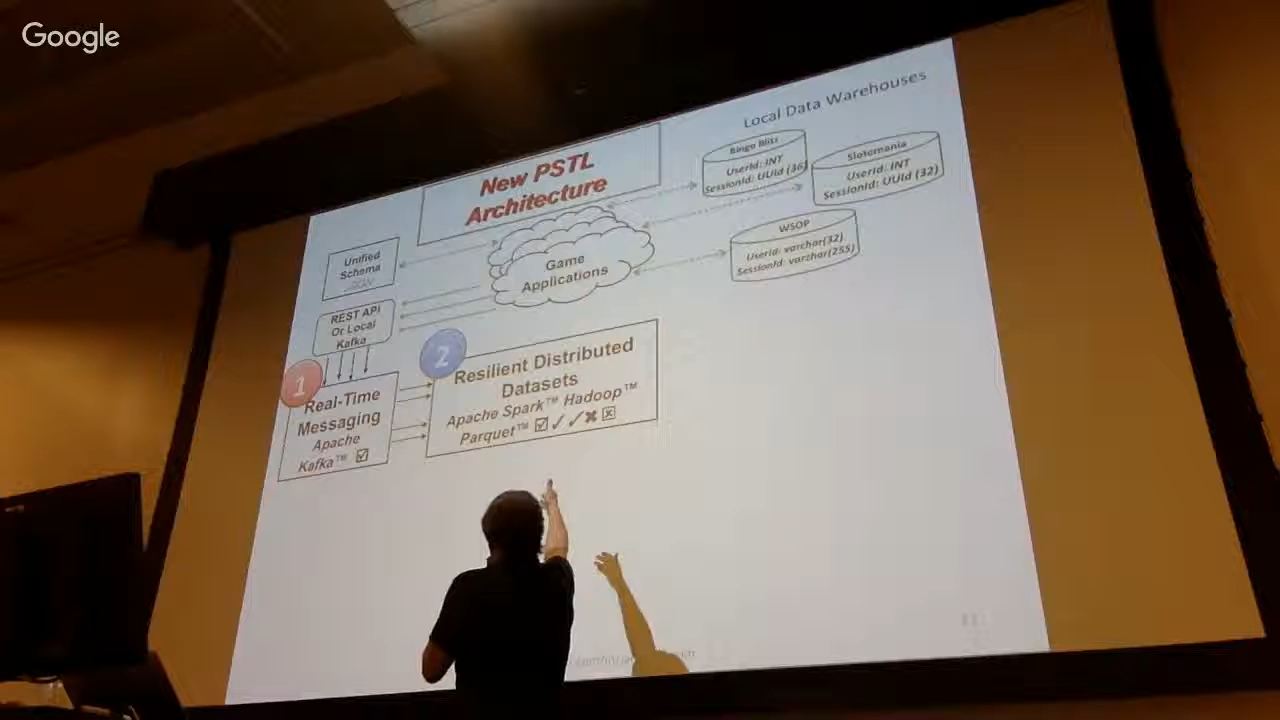 Google
Local Data Warehouses
New PSTL
Architecture
Bingo Blitz
UserId: INT
SessionId: UUId (36)
Slotomania
UserId: INT
SessionId: UUId (32)
WSOP
UserId: varchar(32)
SessionId: varchar(255)
Unified
Schema
JSON
Game
Applications
REST API
Or Local
Kafka
1
Real-Time
Messaging
Apache
Kafka™ ☑
2
Resilient Distributed
Datasets
Apache Spark™ Hadoop™
Parquet™ ☑ ✓ ✓ ✖ ☒